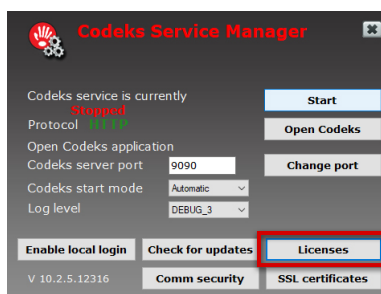 Codeks Service Manager
Codeks service is currently
Stopped
Start
Protocol HTTP
Open Codeks
Open Codeks application
Codeks server port 9090
Change port
Codeks start mode Automatic
Log level DEBUG_3
Enable local login Check for updates Licenses
V 10.2.5.12316 Comm security SSL certificates